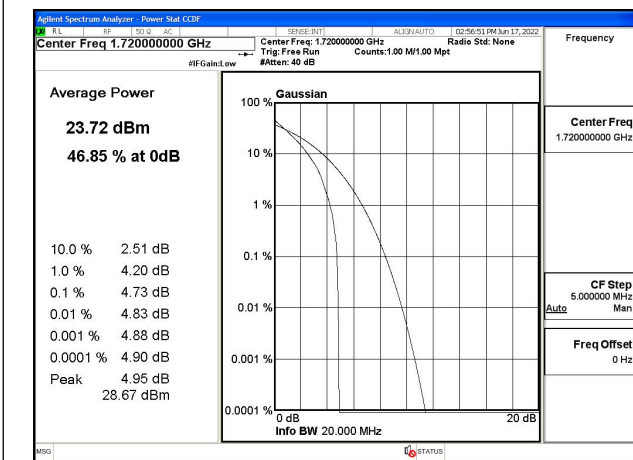 Agilent Spectrum Analyzer - Power Stat CCDF
RL RF 50 Ω AC SENSE:INT ALIGNAUTO 02:56:51 PM Jun 17, 2022
Center Freq 1.720000000 GHz
Center Freq: 1.720000000 GHz Radio Std: None
Trig: Free Run Counts:1.00 M/1.00 Mpt
#IFGain:Low #Atten: 40 dB
Frequency
Average Power
23.72 dBm
46.85 % at 0dB
10.0 % 2.51 dB
1.0 % 4.20 dB
0.1 % 4.73 dB
0.01 % 4.83 dB
0.001 % 4.88 dB
0.0001 % 4.90 dB
Peak 4.95 dB
28.67 dBm
Gaussian
100 %
10 %
1 %
0.1 %
0.01 %
0.001 %
0.0001 %
0 dB 20 dB
Info BW 20.000 MHz
Center Freq
1.720000000 GHz
CF Step
5.000000 MHz
Auto Man
Freq Offset
0 Hz
MSG STATUS